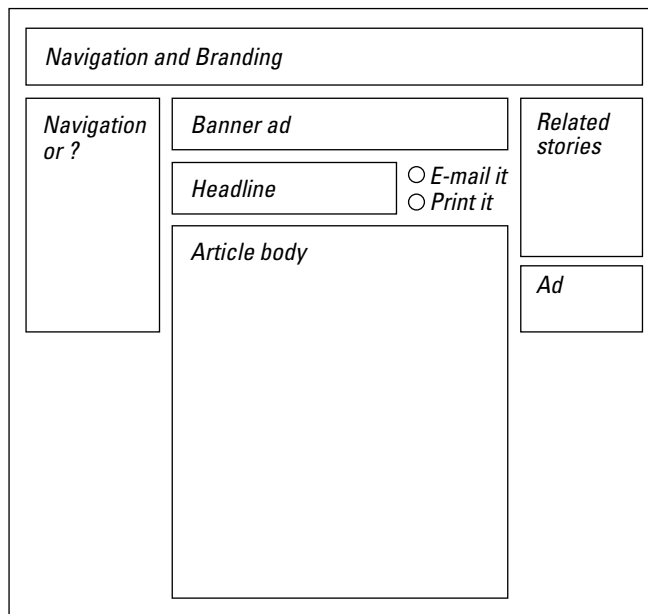 Navigation and Branding
Navigation
or ?
Banner ad
Headline
E-mail it
Print it
Article body
Related
stories
Ad